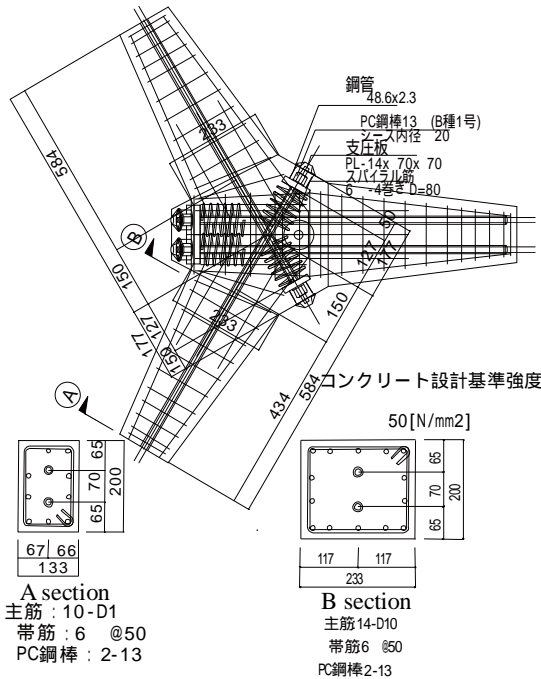 鋼管
48.6x2.3
PC鋼棒13 (B種1号)
シース内径 20
支圧板
PL-14x 70x 70
スパイラル筋
6 -4巻き D=80
233
584
B
50
127
177
150
150
127
177
150
233
A
434
584
コンクリート設計基準強度
50[N/mm2]
65
70
65
200
67 66
133
A section
主筋:10-D1
帯筋:6 @50
PC鋼棒:2-13
65
70
65
200
117 117
233
B section
主筋14-D10
帯筋6 @50
PC鋼棒2-13